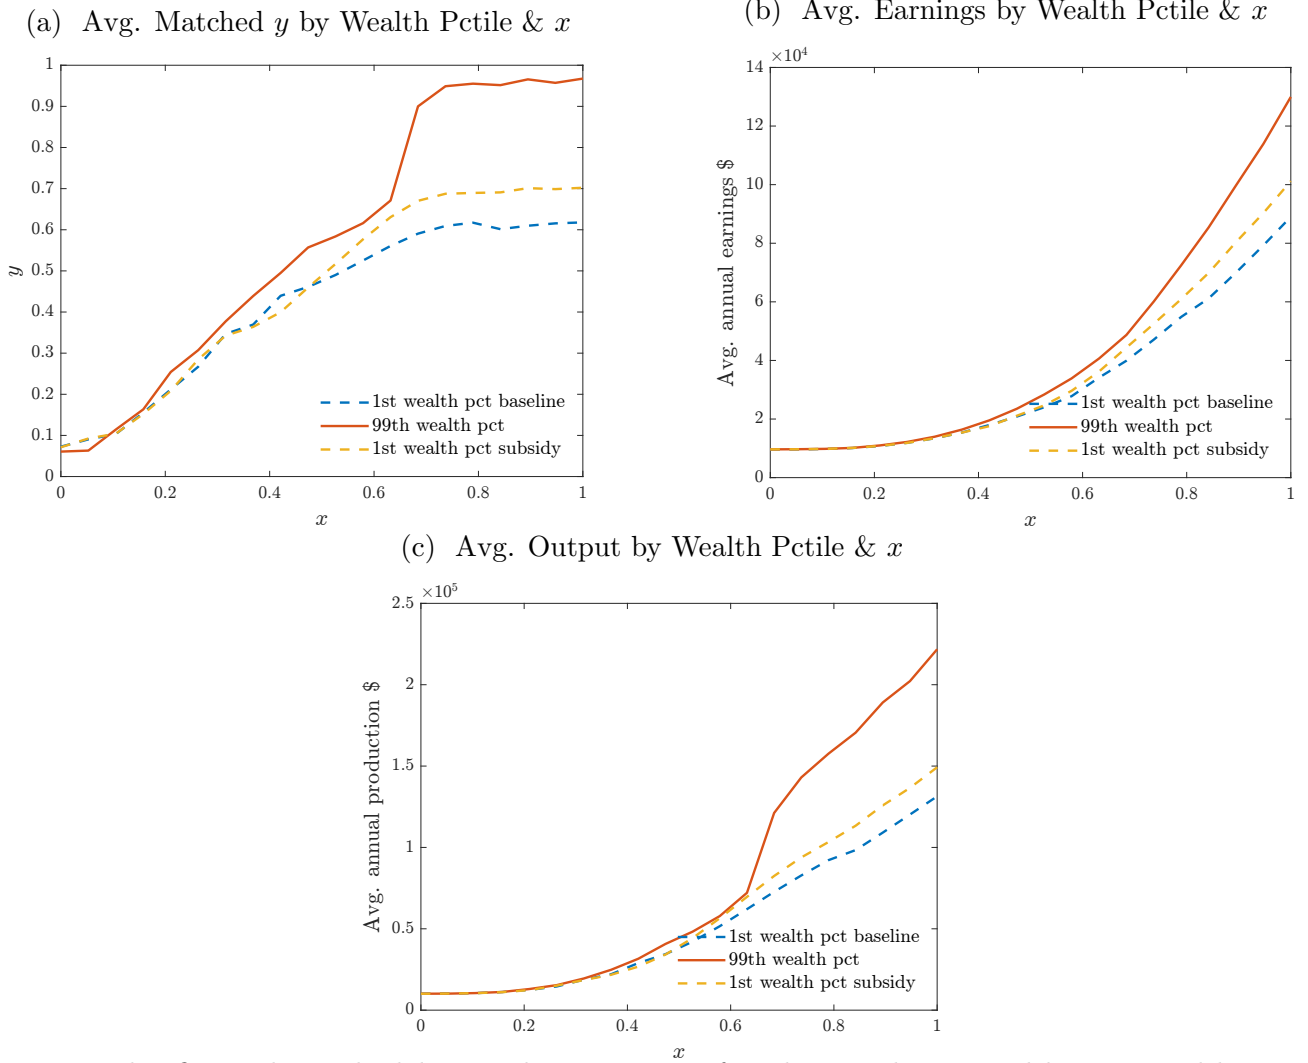 (a) Avg. Matched y by Wealth Pctile & x
1
0.9
0.8
0.7
0.6
0.5
0.4
0.3
0.2
0.1
0
y
0 0.2 0.4 0.6 0.8 1
x
1st wealth pct baseline
99th wealth pct
1st wealth pct subsidy
(b) Avg. Earnings by Wealth Pctile & x
×10⁴
14
12
10
8
6
4
2
0
Avg. annual earnings $
0 0.2 0.4 0.6 0.8 1
x
1st wealth pct baseline
99th wealth pct
1st wealth pct subsidy
(c) Avg. Output by Wealth Pctile & x
×10⁵
2.5
2
1.5
1
0.5
0
Avg. annual production $
0 0.2 0.4 0.6 0.8 1
x
1st wealth pct baseline
99th wealth pct
1st wealth pct subsidy